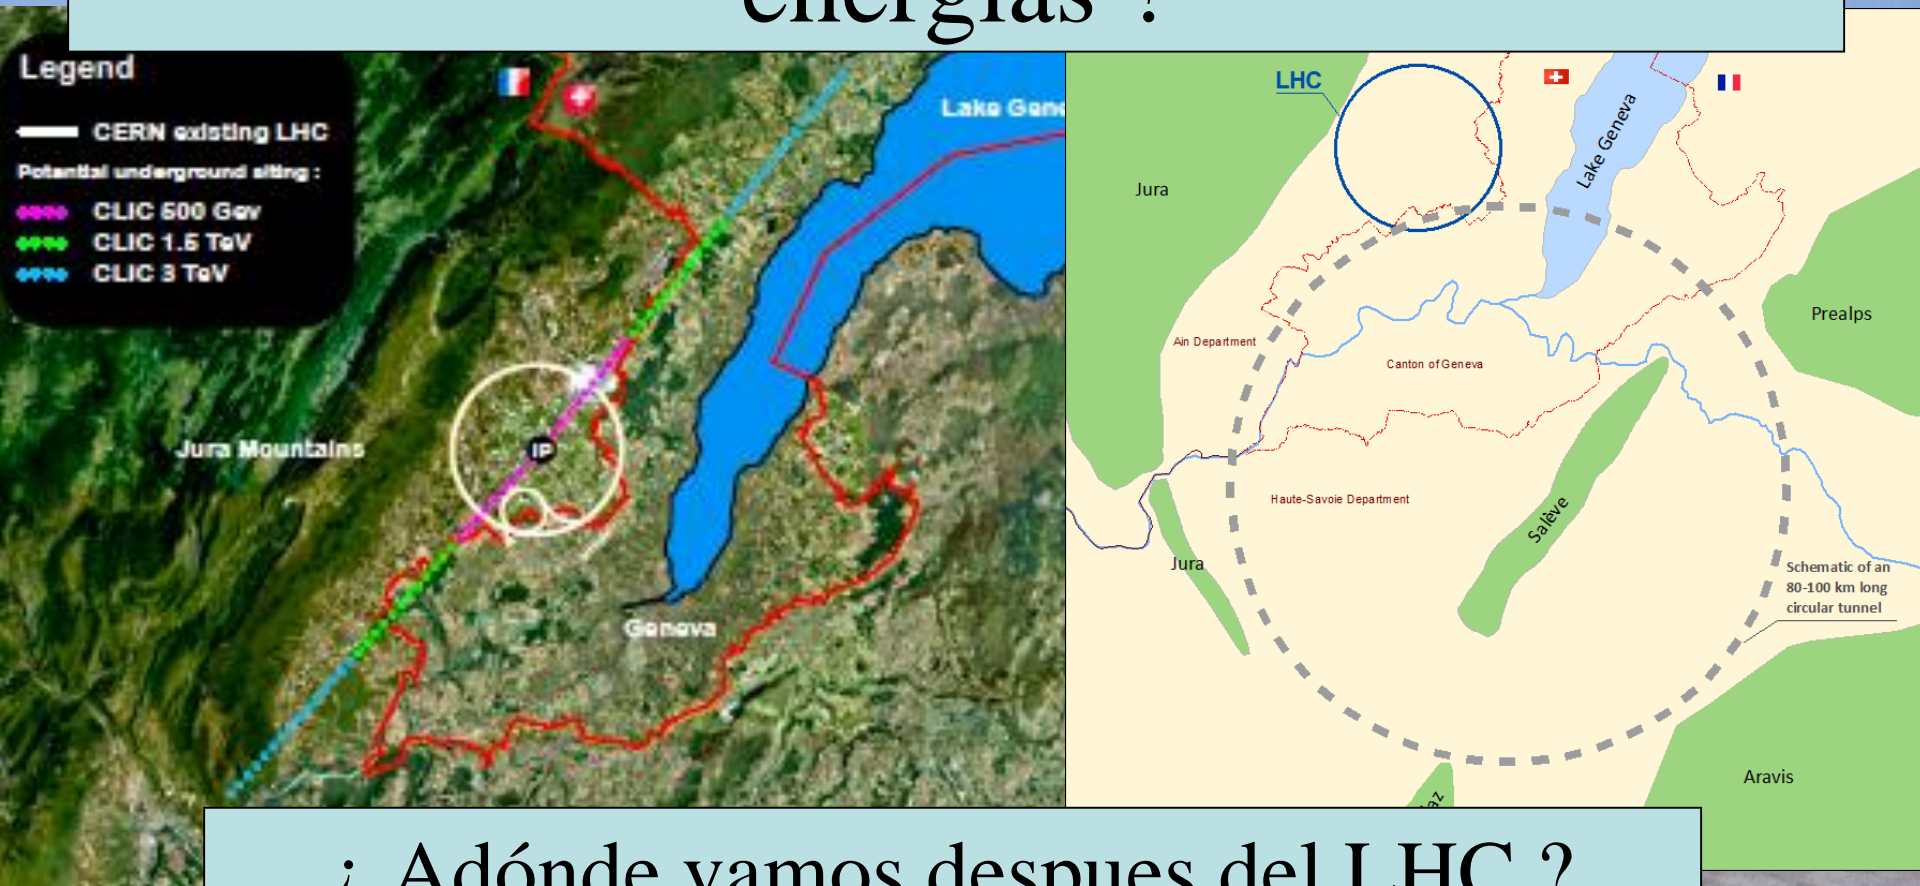 energías ?
Legend
CERN existing LHC
Potential underground siting :
CLIC 500 Gev
CLIC 1.5 TeV
CLIC 3 TeV
Lake Gene
Jura Mountains
IP
Geneva
LHC
Lake Geneva
Jura
Prealps
Ain Department
Canton of Geneva
Haute-Savoie Department
Salève
Jura
Schematic of an
80-100 km long
circular tunnel
Aravis
¿ Adónde vamos despues del LHC ?